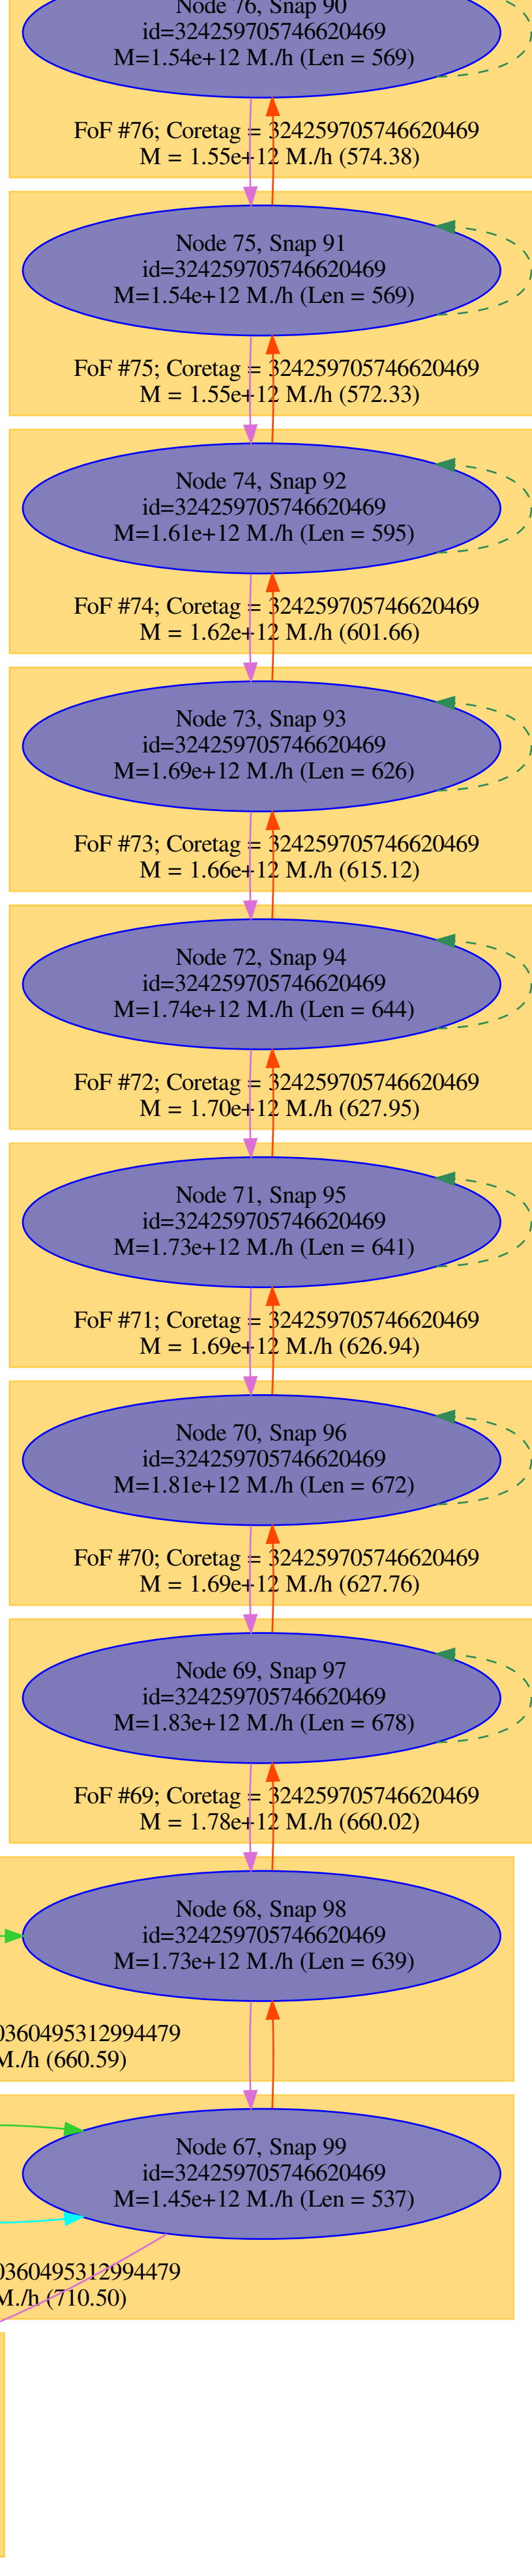 Node 76, Snap 90
id=324259705746620469
M=1.54e+12 M./h (Len = 569)
FoF #76; Coretag = 324259705746620469
M = 1.55e+12 M./h (574.38)
Node 75, Snap 91
id=324259705746620469
M=1.54e+12 M./h (Len = 569)
FoF #75; Coretag = 324259705746620469
M = 1.55e+12 M./h (572.33)
Node 74, Snap 92
id=324259705746620469
M=1.61e+12 M./h (Len = 595)
FoF #74; Coretag = 324259705746620469
M = 1.62e+12 M./h (601.66)
Node 73, Snap 93
id=324259705746620469
M=1.69e+12 M./h (Len = 626)
FoF #73; Coretag = 324259705746620469
M = 1.66e+12 M./h (615.12)
Node 72, Snap 94
id=324259705746620469
M=1.74e+12 M./h (Len = 644)
FoF #72; Coretag = 324259705746620469
M = 1.70e+12 M./h (627.95)
Node 71, Snap 95
id=324259705746620469
M=1.73e+12 M./h (Len = 641)
FoF #71; Coretag = 324259705746620469
M = 1.69e+12 M./h (626.94)
Node 70, Snap 96
id=324259705746620469
M=1.81e+12 M./h (Len = 672)
FoF #70; Coretag = 324259705746620469
M = 1.69e+12 M./h (627.76)
Node 69, Snap 97
id=324259705746620469
M=1.83e+12 M./h (Len = 678)
FoF #69; Coretag = 324259705746620469
M = 1.78e+12 M./h (660.02)
Node 68, Snap 98
id=324259705746620469
M=1.73e+12 M./h (Len = 639)
0360495312994479
M./h (660.59)
Node 67, Snap 99
id=324259705746620469
M=1.45e+12 M./h (Len = 537)
0360495312994479
M./h (710.50)